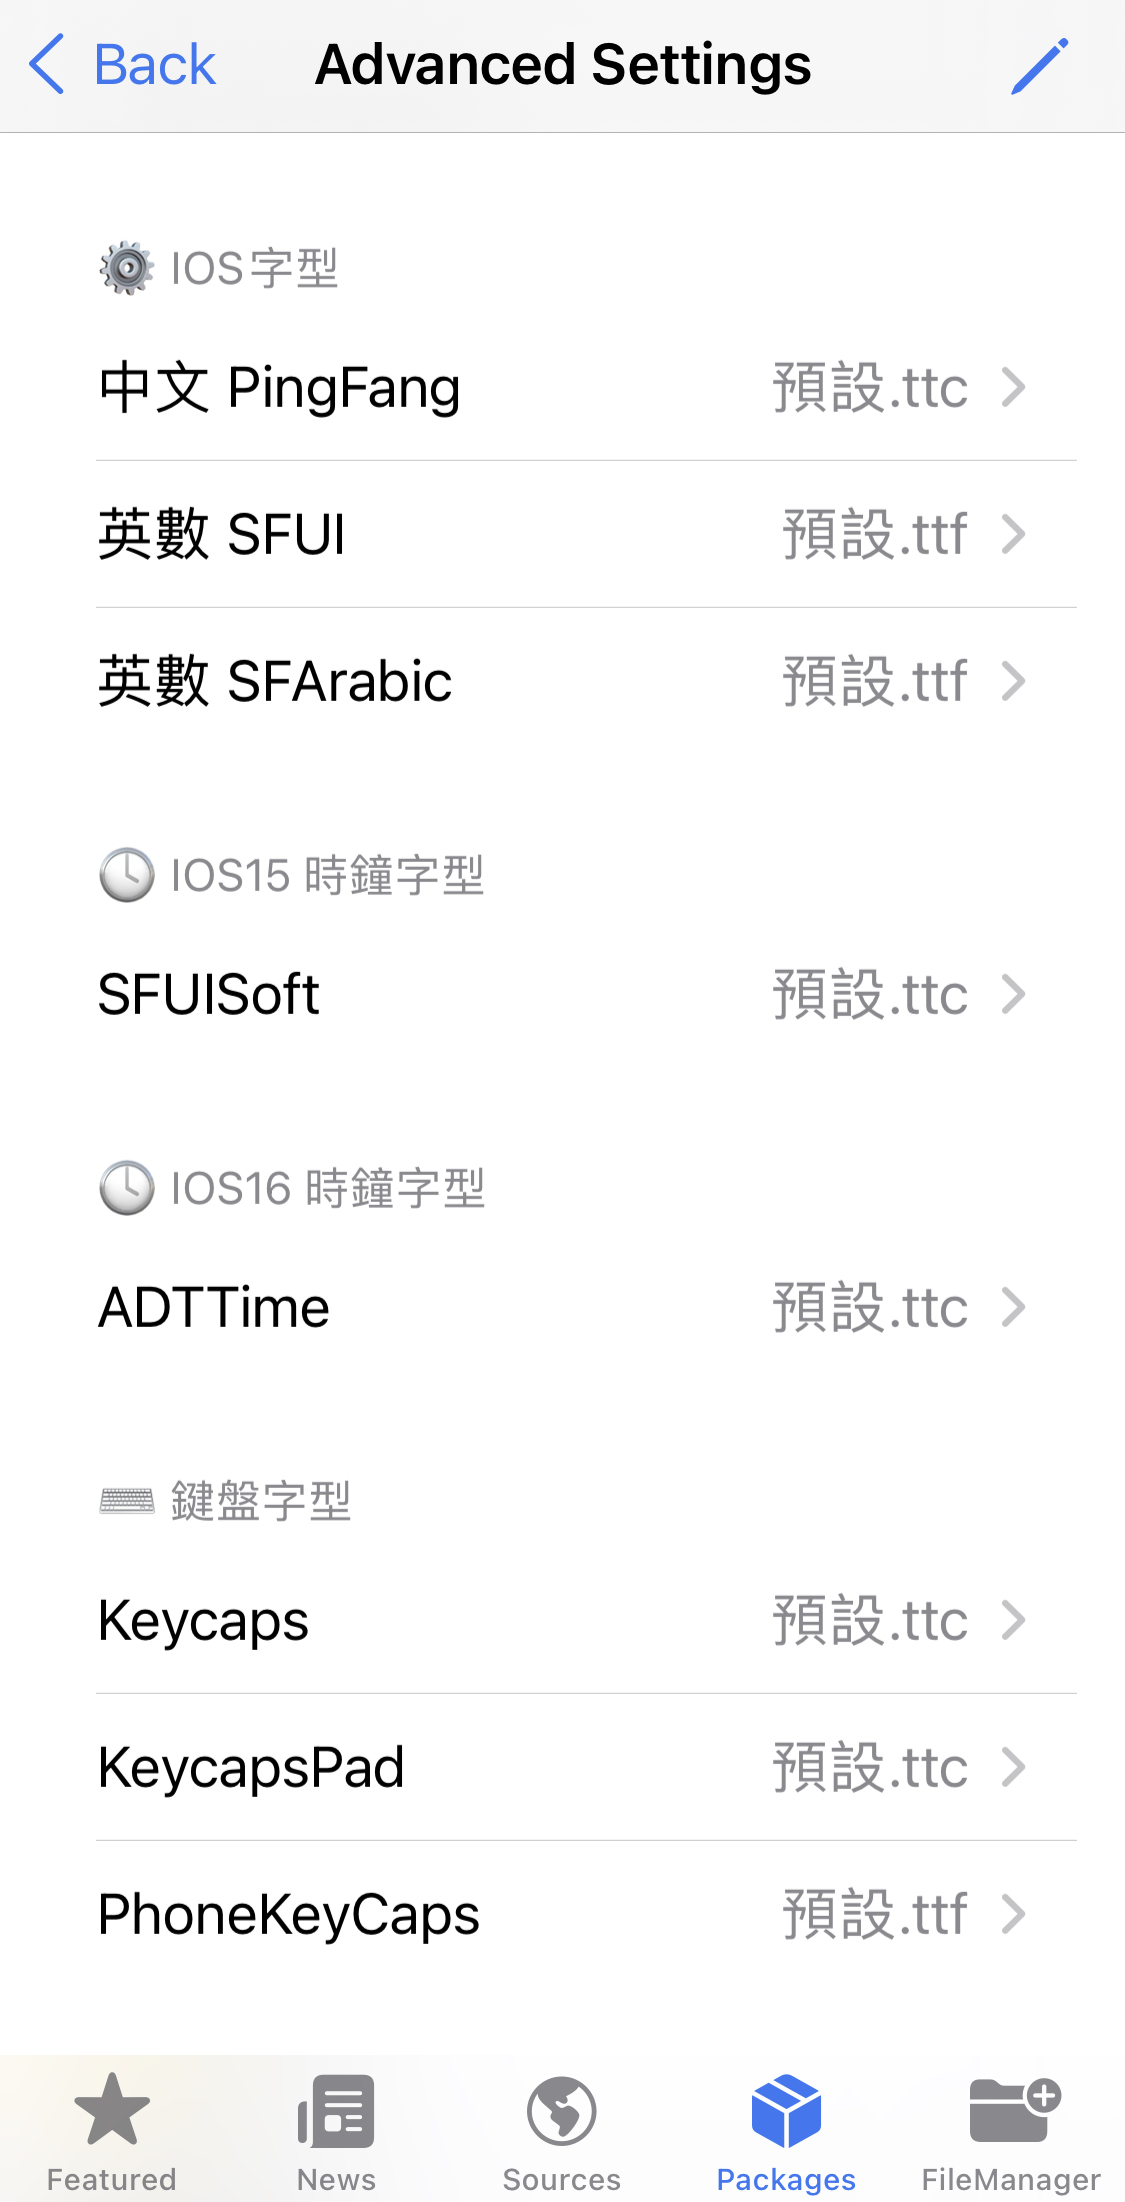 Back
Advanced Settings
IOS字型
中文 PingFang
預設.ttc
英數 SFUI
預設.ttf
英數 SFArabic
預設.ttf
IOS15 時鐘字型
SFUISoft
預設.ttc
IOS16 時鐘字型
ADTTime
預設.ttc
鍵盤字型
Keycaps
預設.ttc
KeycapsPad
預設.ttc
PhoneKeyCaps
預設.ttf
Featured
News
Sources
Packages
FileManager